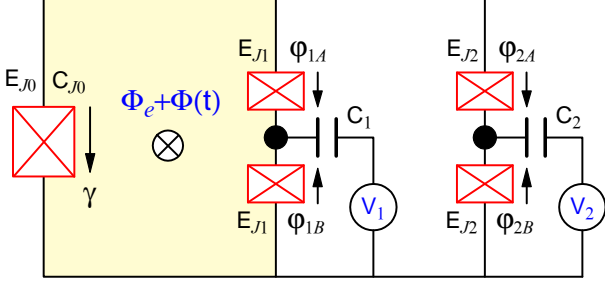 E_J1 φ_1A
E_J2 φ_2A
E_J0 C_J0
Φ_e+Φ(t)
C_1
C_2
γ
V_1
V_2
E_J1 φ_1B
E_J2 φ_2B